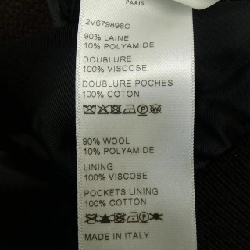 PARIS
90% LAINE
10% POLYAMIDE
DOUBLURE
100% VISCOSE
DOUBLURE POCHES
100% COTON
90% WOOL
10% POLYAMIDE
LINING
100% VISCOSE
POCKETS LINING
100% COTTON
MADE IN ITALY